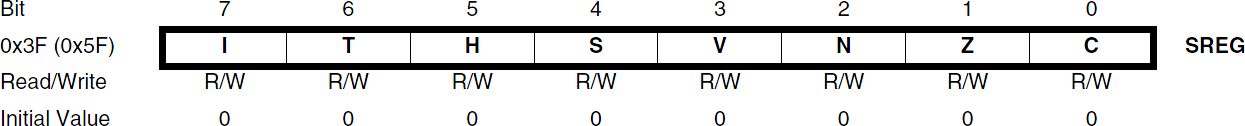 Bit 7 6 5 4 3 2 1 0
0x3F (0x5F) I T H S V N Z C SREG
Read/Write R/W R/W R/W R/W R/W R/W R/W R/W
Initial Value 0 0 0 0 0 0 0 0